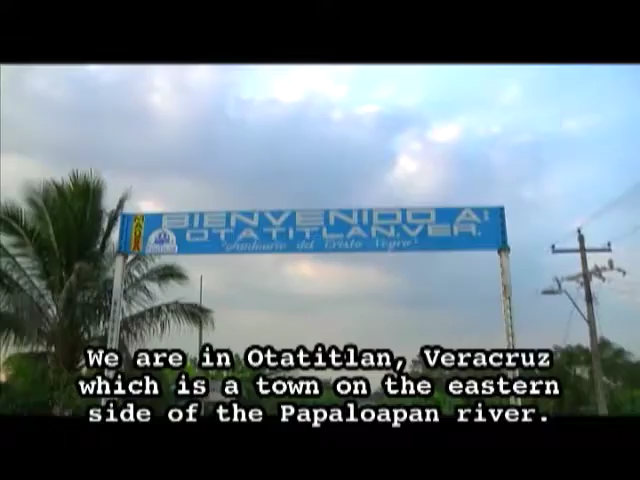 BIENVENIDO A:
OTATITLAN,VER.
"Santuario del Cristo Negro"
We are in Otatitlan, Veracruz
which is a town on the eastern
side of the Papaloapan river.